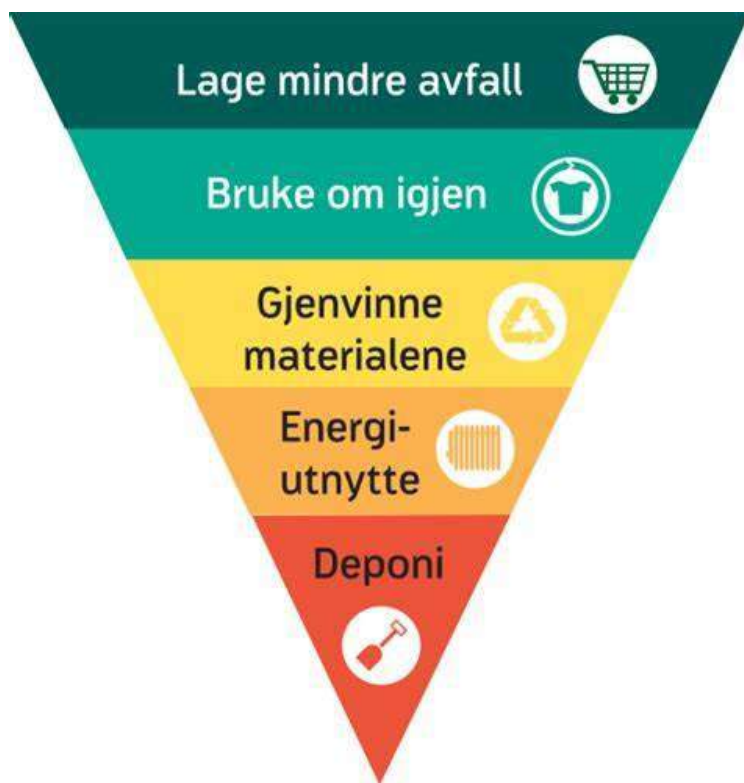 Lage mindre avfall
Bruke om igjen
Gjenvinne
materialene
Energi-
utnytte
Deponi